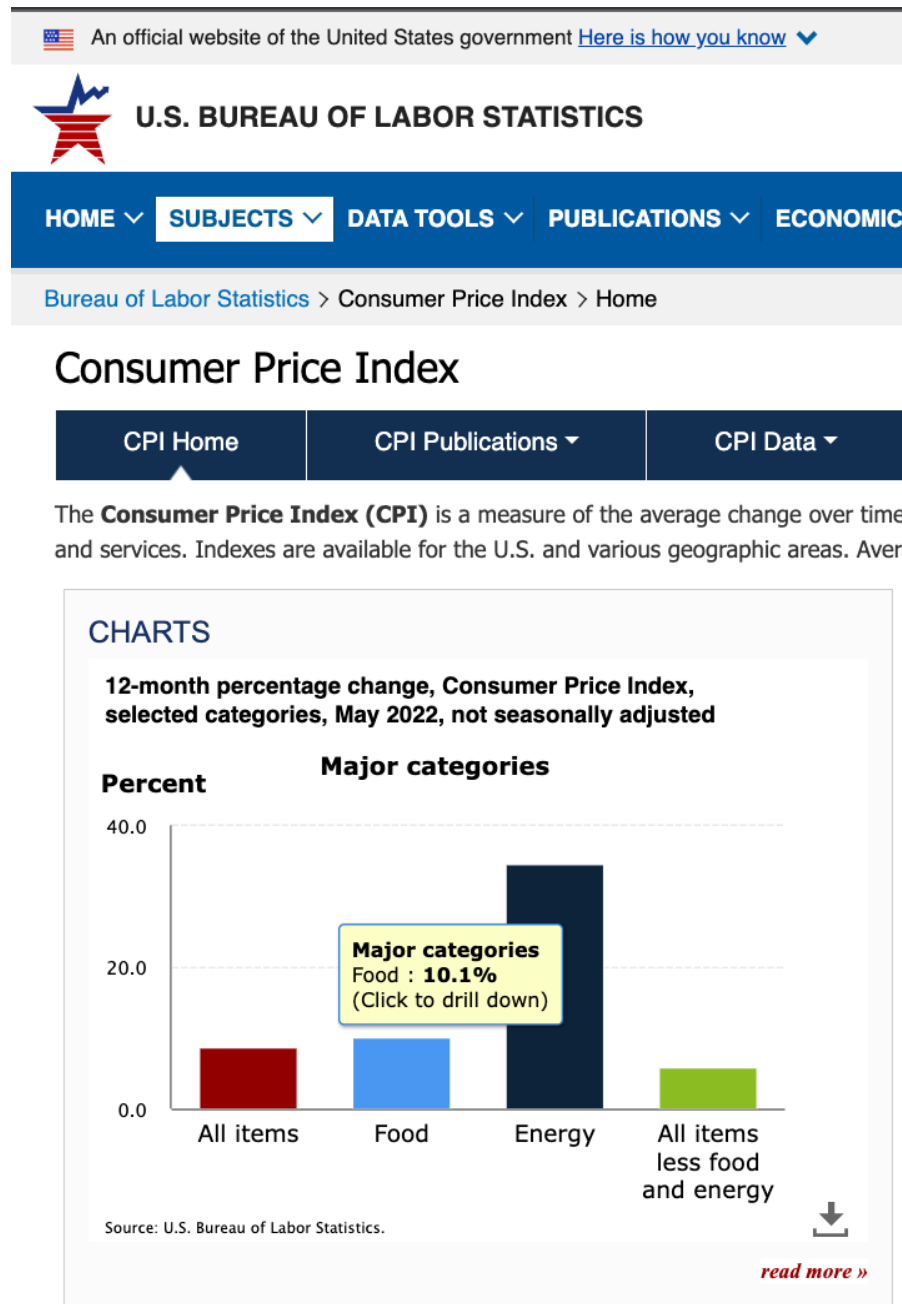 An official website of the United States government Here is how you know
U.S. BUREAU OF LABOR STATISTICS
HOME SUBJECTS DATA TOOLS PUBLICATIONS ECONOMIC
Bureau of Labor Statistics > Consumer Price Index > Home
Consumer Price Index
CPI Home CPI Publications CPI Data
The Consumer Price Index (CPI) is a measure of the average change over time
and services. Indexes are available for the U.S. and various geographic areas. Aver
CHARTS
12-month percentage change, Consumer Price Index,
selected categories, May 2022, not seasonally adjusted
Major categories
Percent
40.0
Major categories
Food : 10.1%
(Click to drill down)
20.0
0.0
All items Food Energy All items
less food
and energy
Source: U.S. Bureau of Labor Statistics.
read more »